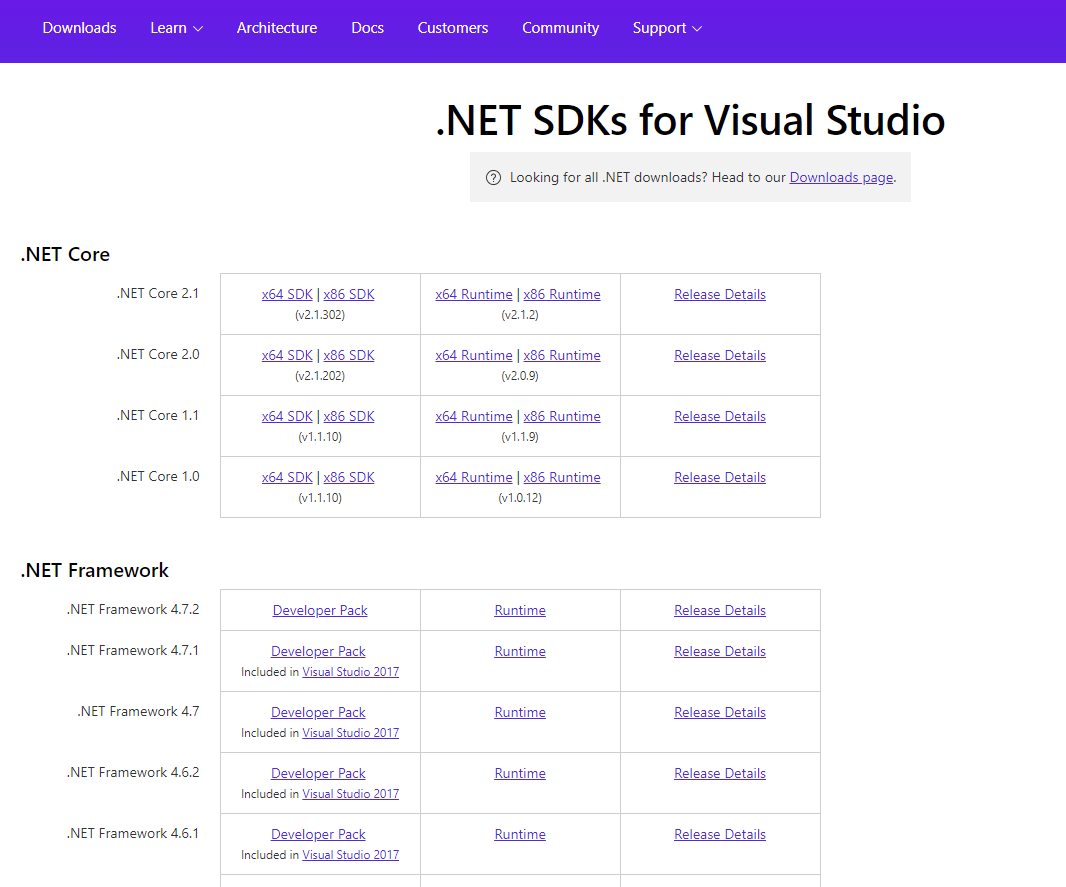 Downloads Learn Architecture Docs Customers Community Support
.NET SDKs for Visual Studio
Looking for all .NET downloads? Head to our Downloads page.
.NET Core
.NET Core 2.1 x64 SDK | x86 SDK x64 Runtime | x86 Runtime Release Details
(v2.1.302) (v2.1.2)
.NET Core 2.0 x64 SDK | x86 SDK x64 Runtime | x86 Runtime Release Details
(v2.1.202) (v2.0.9)
.NET Core 1.1 x64 SDK | x86 SDK x64 Runtime | x86 Runtime Release Details
(v1.1.10) (v1.1.9)
.NET Core 1.0 x64 SDK | x86 SDK x64 Runtime | x86 Runtime Release Details
(v1.1.10) (v1.0.12)
.NET Framework
.NET Framework 4.7.2 Developer Pack Runtime Release Details
.NET Framework 4.7.1 Developer Pack Runtime Release Details
Included in Visual Studio 2017
.NET Framework 4.7 Developer Pack Runtime Release Details
Included in Visual Studio 2017
.NET Framework 4.6.2 Developer Pack Runtime Release Details
Included in Visual Studio 2017
.NET Framework 4.6.1 Developer Pack Runtime Release Details
Included in Visual Studio 2017